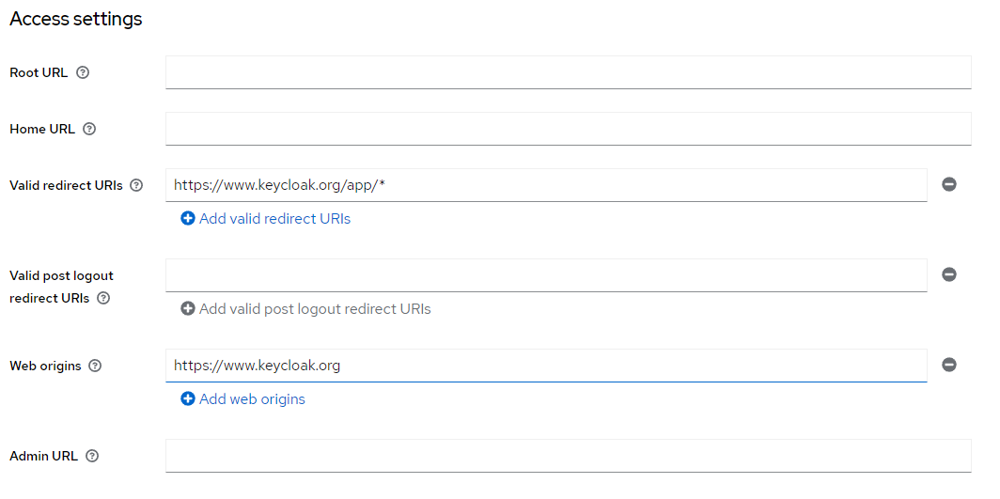 Access settings
Root URL
Home URL
Valid redirect URIs https://www.keycloak.org/app/*
Add valid redirect URIs
Valid post logout
redirect URIs
Add valid post logout redirect URIs
Web origins https://www.keycloak.org
Add web origins
Admin URL